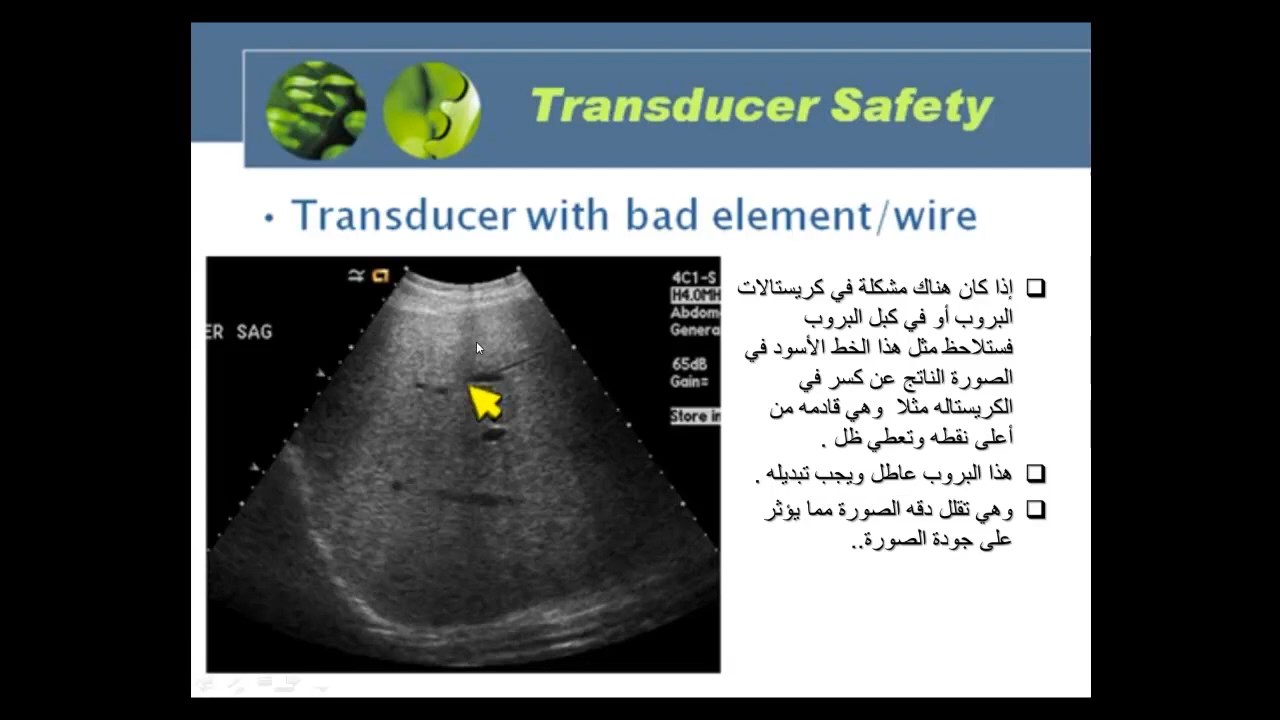 Transducer Safety
• Transducer with bad element/wire
ER SAG
4C1-S
H4.0MH
Abdom
Genera
65dB
Gain=
Store in
❑ إذا كان هناك مشكلة في كريستالات
البروب أو في كبل البروب
فستلاحظ مثل هذا الخط الأسود في
الصورة الناتج عن كسر في
الكريستاله مثلا وهي قادمه من
أعلى نقطه وتعطي ظل .
❑ هذا البروب عاطل ويجب تبديله .
❑ وهي تقلل دقه الصورة مما يؤثر
على جودة الصورة..